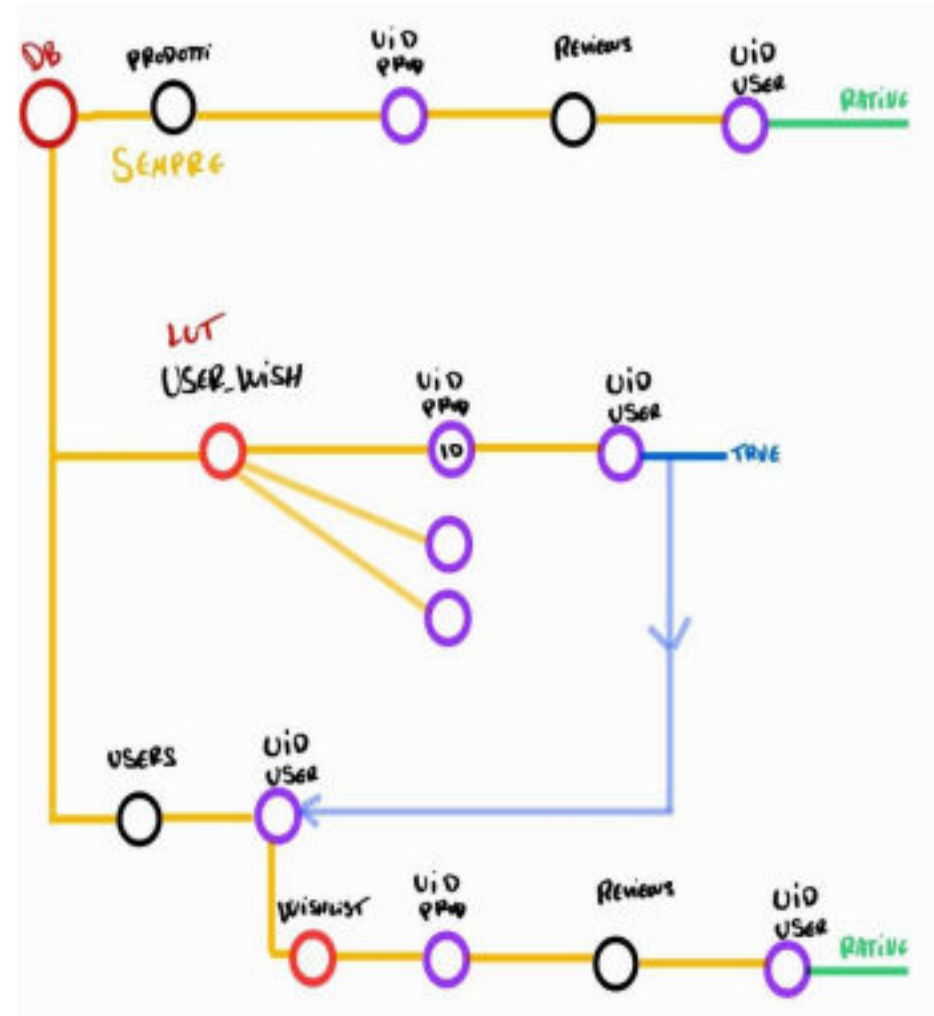 DB
PRODOTTI
UiD
PROD
REViEWS
UiD
USER
RATiNG
SEMPRE
LUT
USER_WiSH
UiD
PROD
UiD
USER
ID
TRUE
USERS
UiD
USER
WiSHLiST
UiD
PROD
REViEWS
UiD
USER
RATiNG